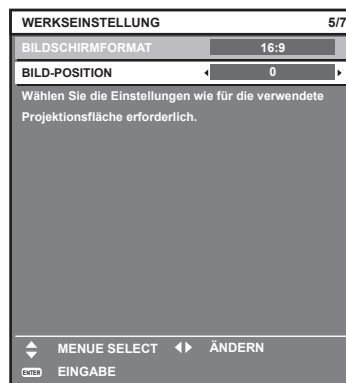 WERKSEINSTELLUNG 5/7
BILDSCHIRMFORMAT 16:9
BILD-POSITION 0
Wählen Sie die Einstellungen wie für die verwendete
Projektionsfläche erforderlich.
MENUE SELECT ÄNDERN
ENTER EINGABE